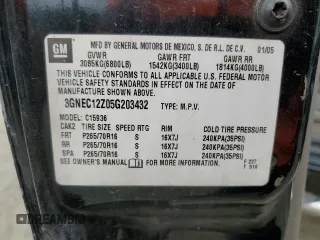 GM
MFD BY GENERAL MOTORS DE MEXICO, S. DE R.L. DE C.V. 01/05
GVWR GAWR FRT GAWR RR
3085KG(6800LB) 1542KG(3400LB) 1814KG(4000LB)
THIS VEHICLE CONFORMS TO ALL APPLICABLE U.S. FEDERAL
MOTOR VEHICLE SAFETY STANDARDS IN EFFECT ON THE DATE
OF MANUFACTURE SHOWN ABOVE.
3GNEC12Z05G203432 TYPE: M.P.V.
MODEL: C15936
CAK2 TIRE SIZE SPEED RTG RIM COLD TIRE PRESSURE
FRT P265/70R16 S 16X7J 240KPA(35PSI)
RR P265/70R16 S 16X7J 240KPA(35PSI)
SPA P265/70R16 S 16X7J 240KPA(35PSI)
SEE OWNER'S MANUAL FOR ADDITIONAL INFORMATION